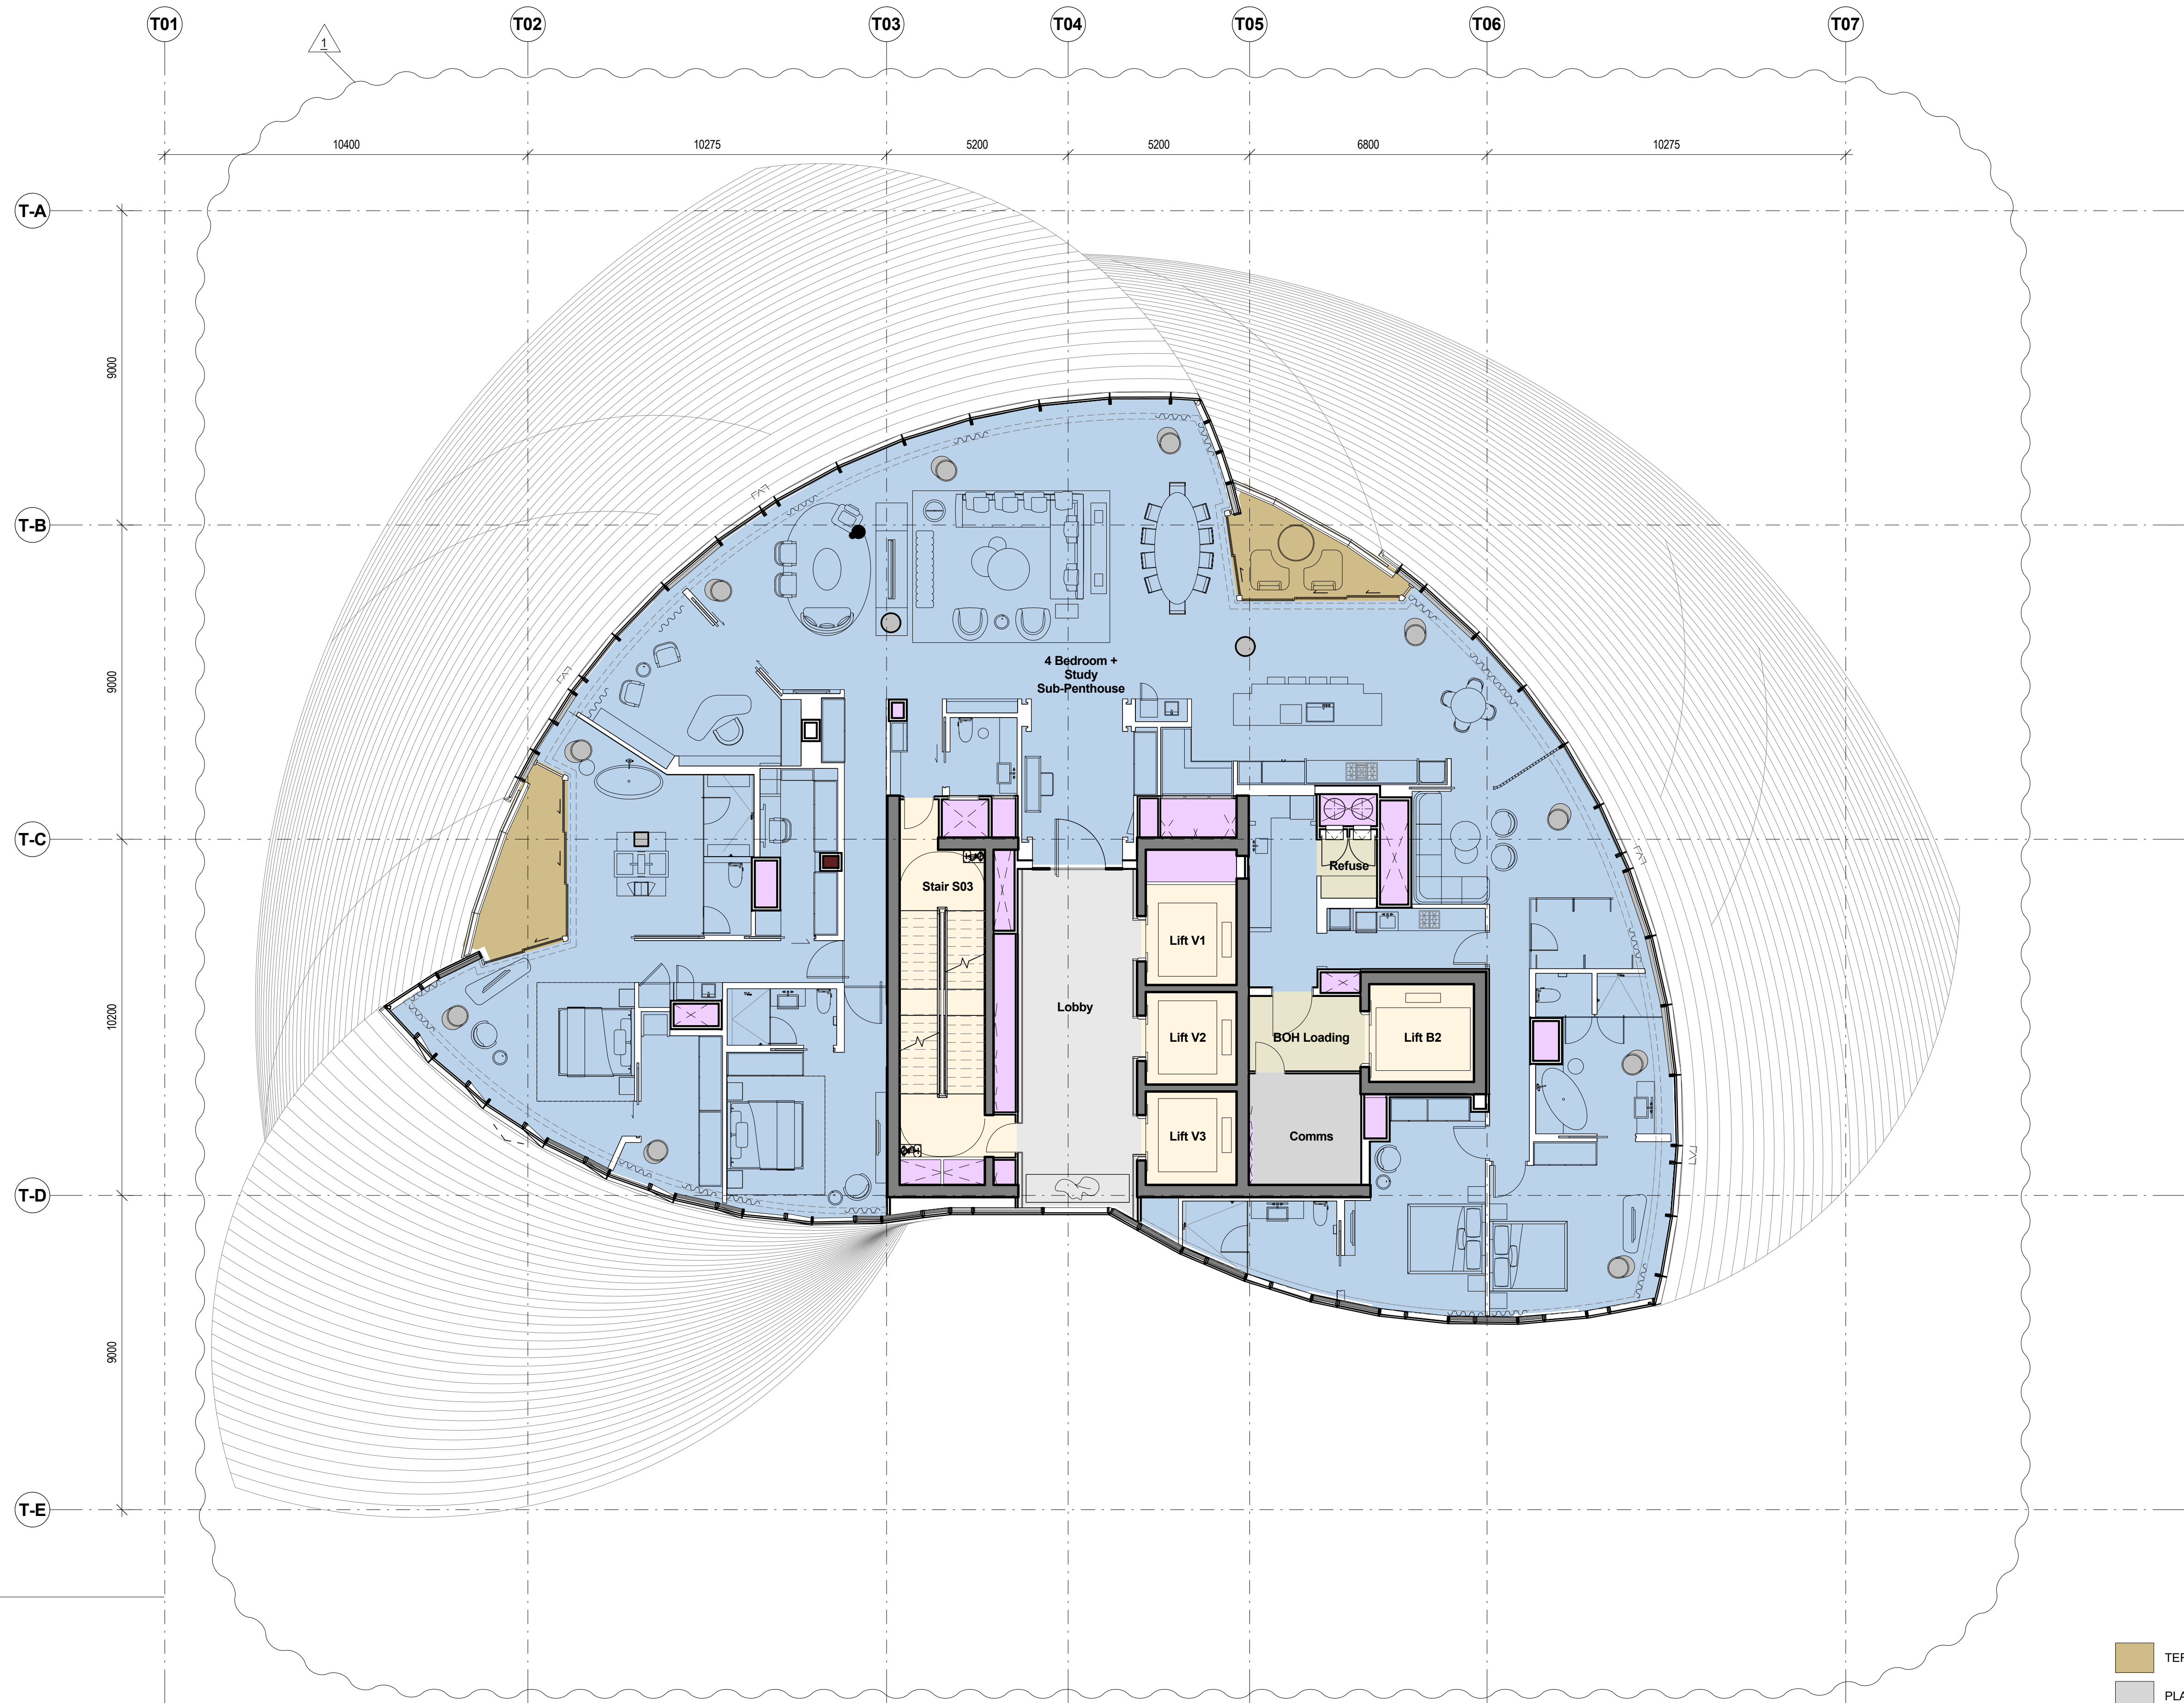 T01 T02 T03 T04 T05 T06 T07
1
10400 10275 5200 5200 6800 10275
T-A
9000
T-B
9000
4 Bedroom +
Study
Sub-Penthouse
T-C
Refuse
Stair S03
Lift V1
10200
Lobby
Lift V2
BOH Loading
Lift B2
Lift V3
Comms
T-D
9000
T-E